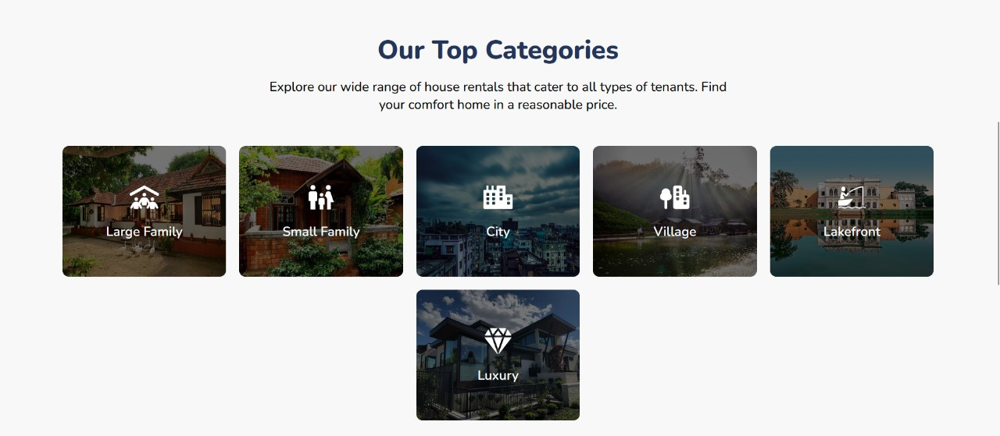 Our Top Categories
Explore our wide range of house rentals that cater to all types of tenants. Find
your comfort home in a reasonable price.
Large Family
Small Family
City
Village
Lakefront
Luxury